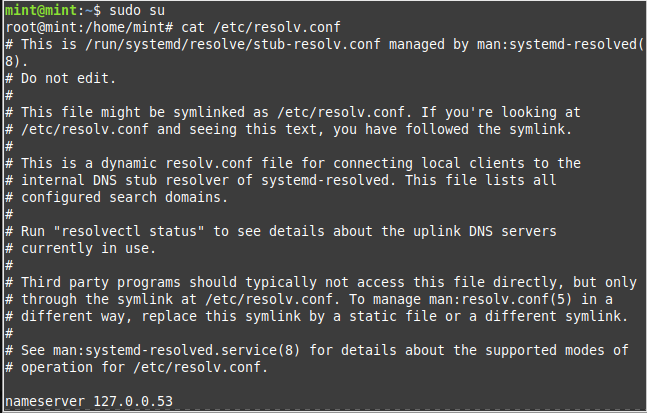 mint@mint:~$ sudo su
root@mint:/home/mint# cat /etc/resolv.conf
# This is /run/systemd/resolve/stub-resolv.conf managed by man:systemd-resolved(
8).
# Do not edit.
#
# This file might be symlinked as /etc/resolv.conf. If you're looking at
# /etc/resolv.conf and seeing this text, you have followed the symlink.
#
# This is a dynamic resolv.conf file for connecting local clients to the
# internal DNS stub resolver of systemd-resolved. This file lists all
# configured search domains.
#
# Run "resolvectl status" to see details about the uplink DNS servers
# currently in use.
#
# Third party programs should typically not access this file directly, but only
# through the symlink at /etc/resolv.conf. To manage man:resolv.conf(5) in a
# different way, replace this symlink by a static file or a different symlink.
#
# See man:systemd-resolved.service(8) for details about the supported modes of
# operation for /etc/resolv.conf.

nameserver 127.0.0.53